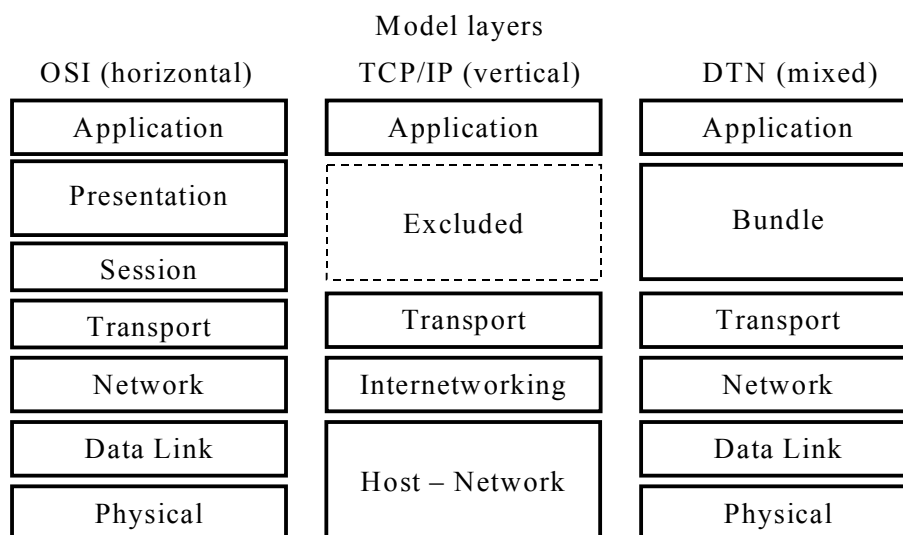 Model layers
OSI (horizontal) TCP/IP (vertical) DTN (mixed)
Application Application Application
Presentation Excluded Bundle
Session
Transport Transport Transport
Network Internetworking Network
Data Link Host – Network Data Link
Physical Physical